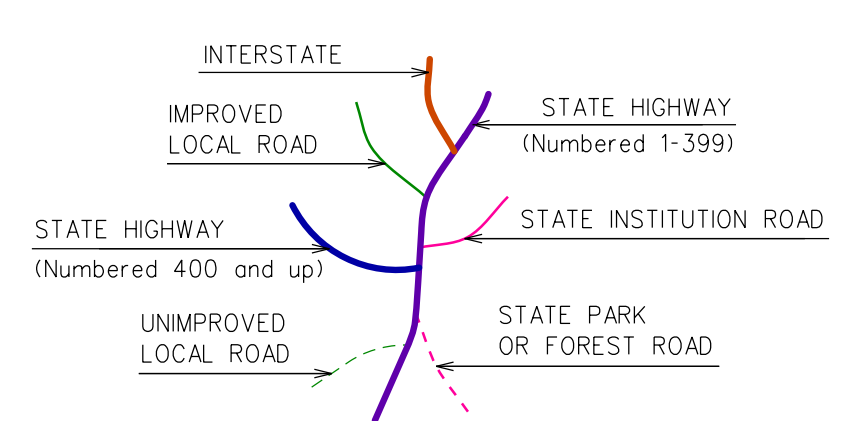 INTERSTATE
STATE HIGHWAY
(Numbered 1-399)
IMPROVED
LOCAL ROAD
STATE INSTITUTION ROAD
STATE HIGHWAY
(Numbered 400 and up)
STATE PARK
OR FOREST ROAD
UNIMPROVED
LOCAL ROAD